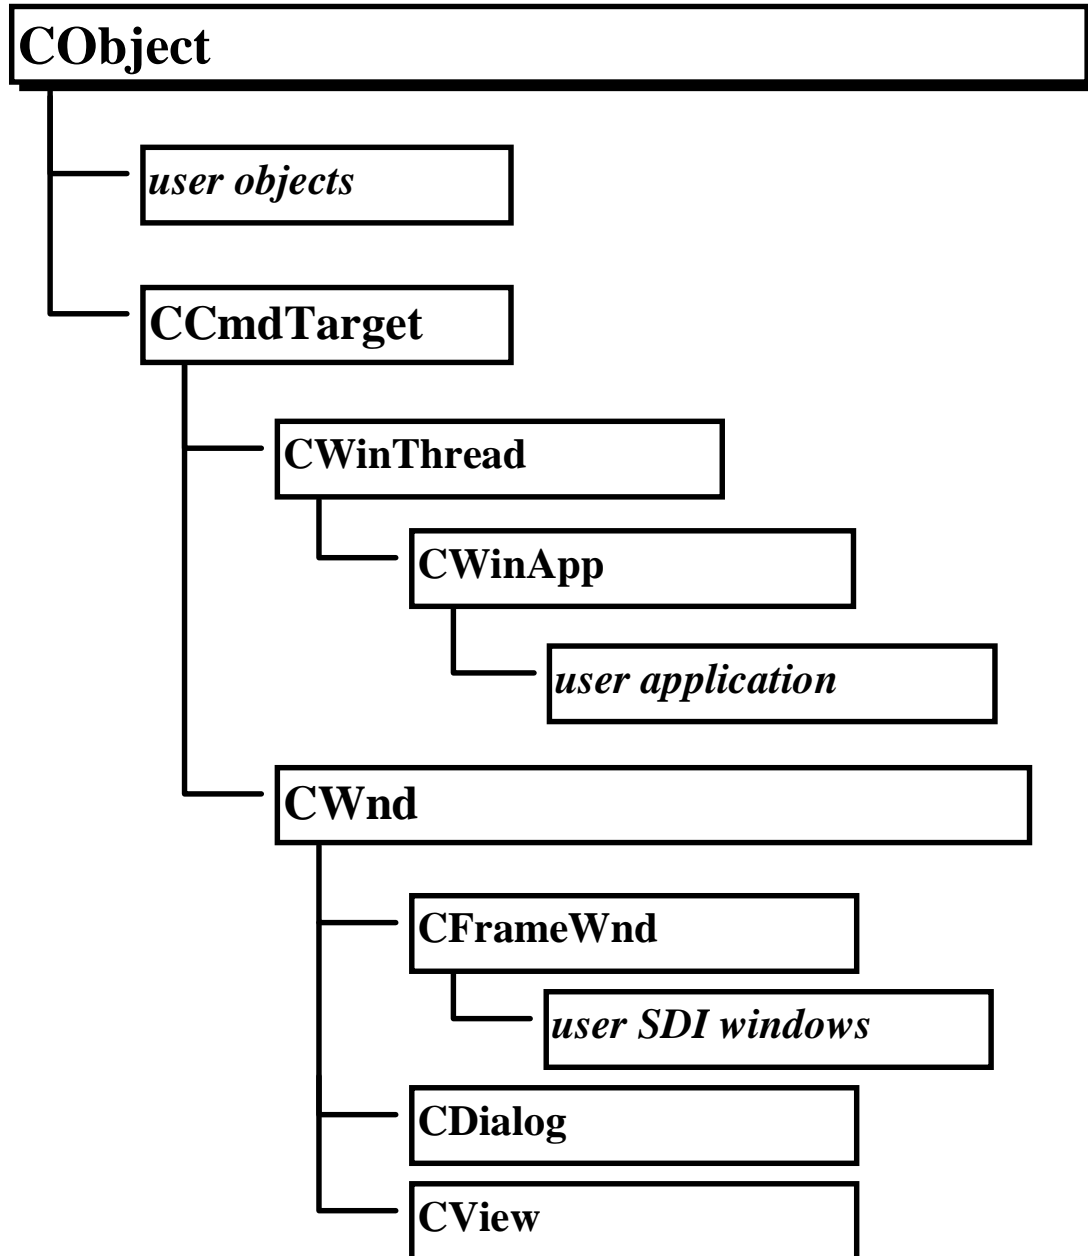 CObject
user objects
CCmdTarget
CWinThread
CWinApp
user application
CWnd
CFrameWnd
user SDI windows
CDialog
CView